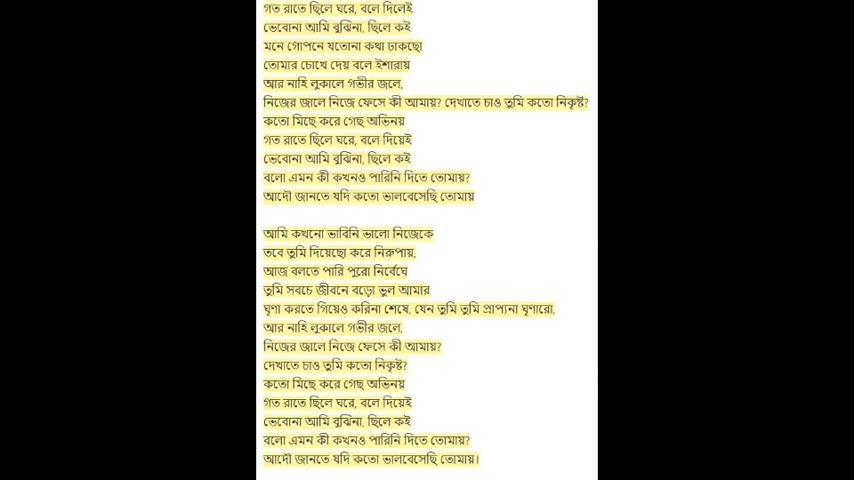 গত রাতে ছিলে ঘরে, বলে দিলেই
ভেবোনা আমি বুঝিনা, ছিলে কই
মনে গোপনে যতোনা কথা ঢাকছো
তোমার চোখে দেয় বলে ইশারায়
আর নাহি লুকালে গভীর জলে,
নিজের জালে নিজে ফেসে কী আমায়? দেখাতে চাও তুমি কতো নিকৃষ্ট?
কতো মিছে করে গেছ অভিনয়
গত রাতে ছিলে ঘরে, বলে দিয়েই
ভেবোনা আমি বুঝিনা, ছিলে কই
বলো এমন কী কখনও পারিনি দিতে তোমায়?
আদৌ জানতে যদি কতো ভালবেসেছি তোমায়
আমি কখনো ভাবিনি ভালো নিজেকে
তবে তুমি দিয়েছো করে নিরুপায়,
আজ বলতে পারি পুরো নির্বেঘে
তুমি সবচে জীবনে বড়ো ভুল আমার
ঘৃণা করতে গিয়েও করিনা শেষে, যেন তুমি তুমি প্রাপ্যনা ঘৃণারো,
আর নাহি লুকালে গভীর জলে,
নিজের জালে নিজে ফেসে কী আমায়?
দেখাতে চাও তুমি কতো নিকৃষ্ট?
কতো মিছে করে গেছ অভিনয়
গত রাতে ছিলে ঘরে, বলে দিয়েই
ভেবোনা আমি বুঝিনা, ছিলে কই
বলো এমন কী কখনও পারিনি দিতে তোমায়?
আদৌ জানতে যদি কতো ভালবেসেছি তোমায়।